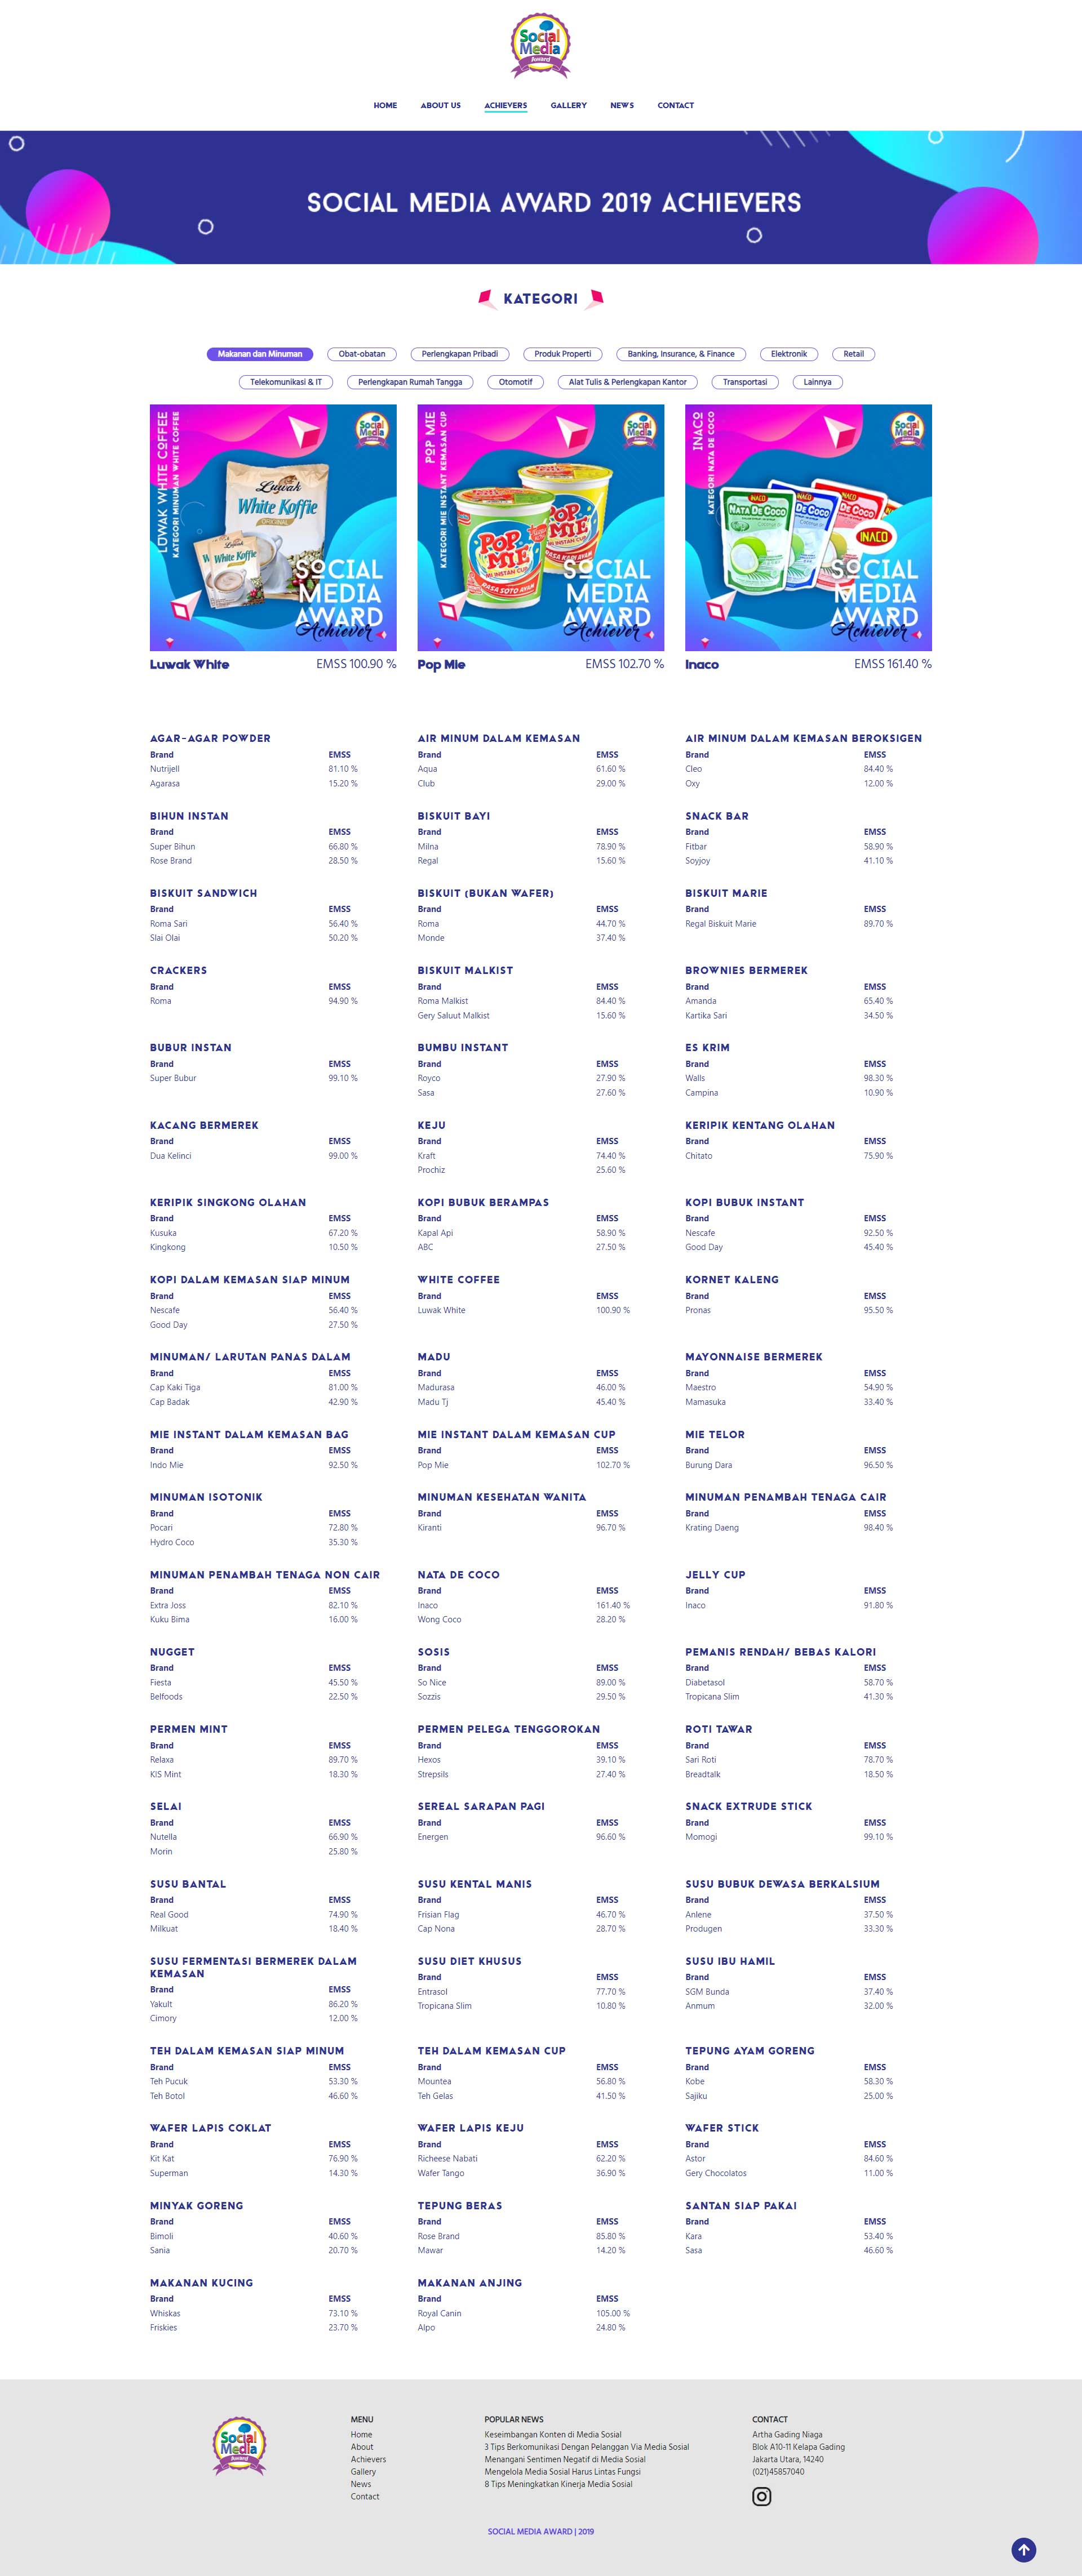 Social
Media
Award
HOME ABOUT US ACHIEVERS GALLERY NEWS CONTACT
SOCIAL MEDIA AWARD 2019 ACHIEVERS
KATEGORI
Makanan dan Minuman Obat-obatan Perlengkapan Pribadi Produk Properti Banking, Insurance, & Finance Elektronik Retail
Telekomunikasi & IT Perlengkapan Rumah Tangga Otomotif Alat Tulis & Perlengkapan Kantor Transportasi Lainnya
LUWAK WHITE COFFEE
KATEGORI MINUMAN WHITE COFFEE
Social
Media
Luwak
White Koffie
ORIGINAL
White Koffie
SOCIAL
MEDIA
AWARD
Achiever
POP MIE
KATEGORI MIE INSTANT KEMASAN CUP
Social
Media
POP
MIE
MI INSTAN CUP
RASA SOTO AYAM
POP
MIE
MI INSTAN CUP
RASA KARI AYAM
SOCIAL
MEDIA
AWARD
Achiever
INACO
KATEGORI NATA DE COCO
Social
Media
INACO
NATA DE COCO
INACO
DE COCO
INACO
DE COCO
INACO
SOCIAL
MEDIA
AWARD
Achiever
Luwak White EMSS 100.90 %
Pop Mie EMSS 102.70 %
Inaco EMSS 161.40 %
AGAR-AGAR POWDER
Brand EMSS
Nutrijell 81.10 %
Agarasa 15.20 %
AIR MINUM DALAM KEMASAN
Brand EMSS
Aqua 61.60 %
Club 29.00 %
AIR MINUM DALAM KEMASAN BEROKSIGEN
Brand EMSS
Cleo 84.40 %
Oxy 12.00 %
BIHUN INSTAN
Brand EMSS
Super Bihun 66.80 %
Rose Brand 28.50 %
BISKUIT BAYI
Brand EMSS
Milna 78.90 %
Regal 15.60 %
SNACK BAR
Brand EMSS
Fitbar 58.90 %
Soyjoy 41.10 %
BISKUIT SANDWICH
Brand EMSS
Roma Sari 56.40 %
Slai Olai 50.20 %
BISKUIT (BUKAN WAFER)
Brand EMSS
Roma 44.70 %
Monde 37.40 %
BISKUIT MARIE
Brand EMSS
Regal Biskuit Marie 89.70 %
CRACKERS
Brand EMSS
Roma 94.90 %
BISKUIT MALKIST
Brand EMSS
Roma Malkist 84.40 %
Gery Saluut Malkist 15.60 %
BROWNIES BERMEREK
Brand EMSS
Amanda 65.40 %
Kartika Sari 34.50 %
BUBUR INSTAN
Brand EMSS
Super Bubur 99.10 %
BUMBU INSTANT
Brand EMSS
Royco 27.90 %
Sasa 27.60 %
ES KRIM
Brand EMSS
Walls 98.30 %
Campina 10.90 %
KACANG BERMEREK
Brand EMSS
Dua Kelinci 99.00 %
KEJU
Brand EMSS
Kraft 74.40 %
Prochiz 25.60 %
KERIPIK KENTANG OLAHAN
Brand EMSS
Chitato 75.90 %
KERIPIK SINGKONG OLAHAN
Brand EMSS
Kusuka 67.20 %
Kingkong 10.50 %
KOPI BUBUK BERAMPAS
Brand EMSS
Kapal Api 58.90 %
ABC 27.50 %
KOPI BUBUK INSTANT
Brand EMSS
Nescafe 92.50 %
Good Day 45.40 %
KOPI DALAM KEMASAN SIAP MINUM
Brand EMSS
Nescafe 56.40 %
Good Day 27.50 %
WHITE COFFEE
Brand EMSS
Luwak White 100.90 %
KORNET KALENG
Brand EMSS
Pronas 95.50 %
MINUMAN/ LARUTAN PANAS DALAM
Brand EMSS
Cap Kaki Tiga 81.00 %
Cap Badak 42.90 %
MADU
Brand EMSS
Madurasa 46.00 %
Madu Tj 45.40 %
MAYONNAISE BERMEREK
Brand EMSS
Maestro 54.90 %
Mamasuka 33.40 %
MIE INSTANT DALAM KEMASAN BAG
Brand EMSS
Indo Mie 92.50 %
MIE INSTANT DALAM KEMASAN CUP
Brand EMSS
Pop Mie 102.70 %
MIE TELOR
Brand EMSS
Burung Dara 96.50 %
MINUMAN ISOTONIK
Brand EMSS
Pocari 72.80 %
Hydro Coco 35.30 %
MINUMAN KESEHATAN WANITA
Brand EMSS
Kiranti 96.70 %
MINUMAN PENAMBAH TENAGA CAIR
Brand EMSS
Krating Daeng 98.40 %
MINUMAN PENAMBAH TENAGA NON CAIR
Brand EMSS
Extra Joss 82.10 %
Kuku Bima 16.00 %
NATA DE COCO
Brand EMSS
Inaco 161.40 %
Wong Coco 28.20 %
JELLY CUP
Brand EMSS
Inaco 91.80 %
NUGGET
Brand EMSS
Fiesta 45.50 %
Belfoods 22.50 %
SOSIS
Brand EMSS
So Nice 89.00 %
Sozzis 29.50 %
PEMANIS RENDAH/ BEBAS KALORI
Brand EMSS
Diabetasol 58.70 %
Tropicana Slim 41.30 %
PERMEN MINT
Brand EMSS
Relaxa 89.70 %
KIS Mint 18.30 %
PERMEN PELEGA TENGGOROKAN
Brand EMSS
Hexos 39.10 %
Strepsils 27.40 %
ROTI TAWAR
Brand EMSS
Sari Roti 78.70 %
Breadtalk 18.50 %
SELAI
Brand EMSS
Nutella 66.90 %
Morin 25.80 %
SEREAL SARAPAN PAGI
Brand EMSS
Energen 96.60 %
SNACK EXTRUDE STICK
Brand EMSS
Momogi 99.10 %
SUSU BANTAL
Brand EMSS
Real Good 74.90 %
Milkuat 18.40 %
SUSU KENTAL MANIS
Brand EMSS
Frisian Flag 46.70 %
Cap Nona 28.70 %
SUSU BUBUK DEWASA BERKALSIUM
Brand EMSS
Anlene 37.50 %
Produgen 33.30 %
SUSU FERMENTASI BERMEREK DALAM
KEMASAN
Brand EMSS
Yakult 86.20 %
Cimory 12.00 %
SUSU DIET KHUSUS
Brand EMSS
Entrasol 77.70 %
Tropicana Slim 10.80 %
SUSU IBU HAMIL
Brand EMSS
SGM Bunda 37.40 %
Anmum 32.00 %
TEH DALAM KEMASAN SIAP MINUM
Brand EMSS
Teh Pucuk 53.30 %
Teh Botol 46.60 %
TEH DALAM KEMASAN CUP
Brand EMSS
Mountea 56.80 %
Teh Gelas 41.50 %
TEPUNG AYAM GORENG
Brand EMSS
Kobe 58.30 %
Sajiku 25.00 %
WAFER LAPIS COKLAT
Brand EMSS
Kit Kat 76.90 %
Superman 14.30 %
WAFER LAPIS KEJU
Brand EMSS
Richeese Nabati 62.20 %
Wafer Tango 36.90 %
WAFER STICK
Brand EMSS
Astor 84.60 %
Gery Chocolatos 11.00 %
MINYAK GORENG
Brand EMSS
Bimoli 40.60 %
Sania 20.70 %
TEPUNG BERAS
Brand EMSS
Rose Brand 85.80 %
Mawar 14.20 %
SANTAN SIAP PAKAI
Brand EMSS
Kara 53.40 %
Sasa 46.60 %
MAKANAN KUCING
Brand EMSS
Whiskas 73.10 %
Friskies 23.70 %
MAKANAN ANJING
Brand EMSS
Royal Canin 105.00 %
Alpo 24.80 %
Social
Media
Award
MENU
Home
About
Achievers
Gallery
News
Contact
POPULAR NEWS
Keseimbangan Konten di Media Sosial
3 Tips Berkomunikasi Dengan Pelanggan Via Media Sosial
Menangani Sentimen Negatif di Media Sosial
Mengelola Media Sosial Harus Lintas Fungsi
8 Tips Meningkatkan Kinerja Media Sosial
CONTACT
Artha Gading Niaga
Blok A10-11 Kelapa Gading
Jakarta Utara, 14240
(021)45857040
SOCIAL MEDIA AWARD | 2019